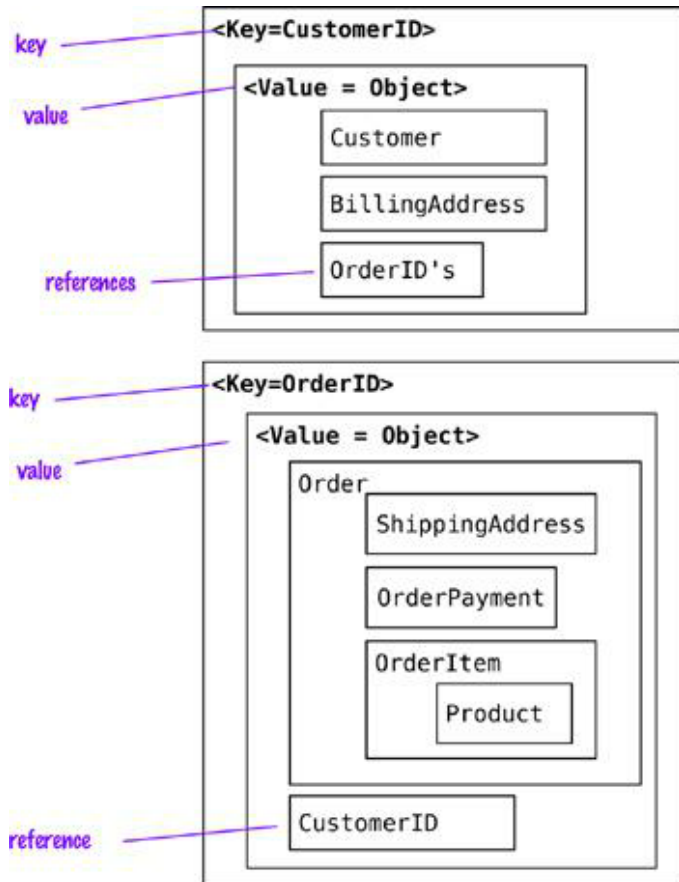 key
<Key=CustomerID>
value
<Value = Object>
Customer
BillingAddress
references
OrderID's
key
<Key=OrderID>
value
<Value = Object>
Order
ShippingAddress
OrderPayment
OrderItem
Product
reference
CustomerID